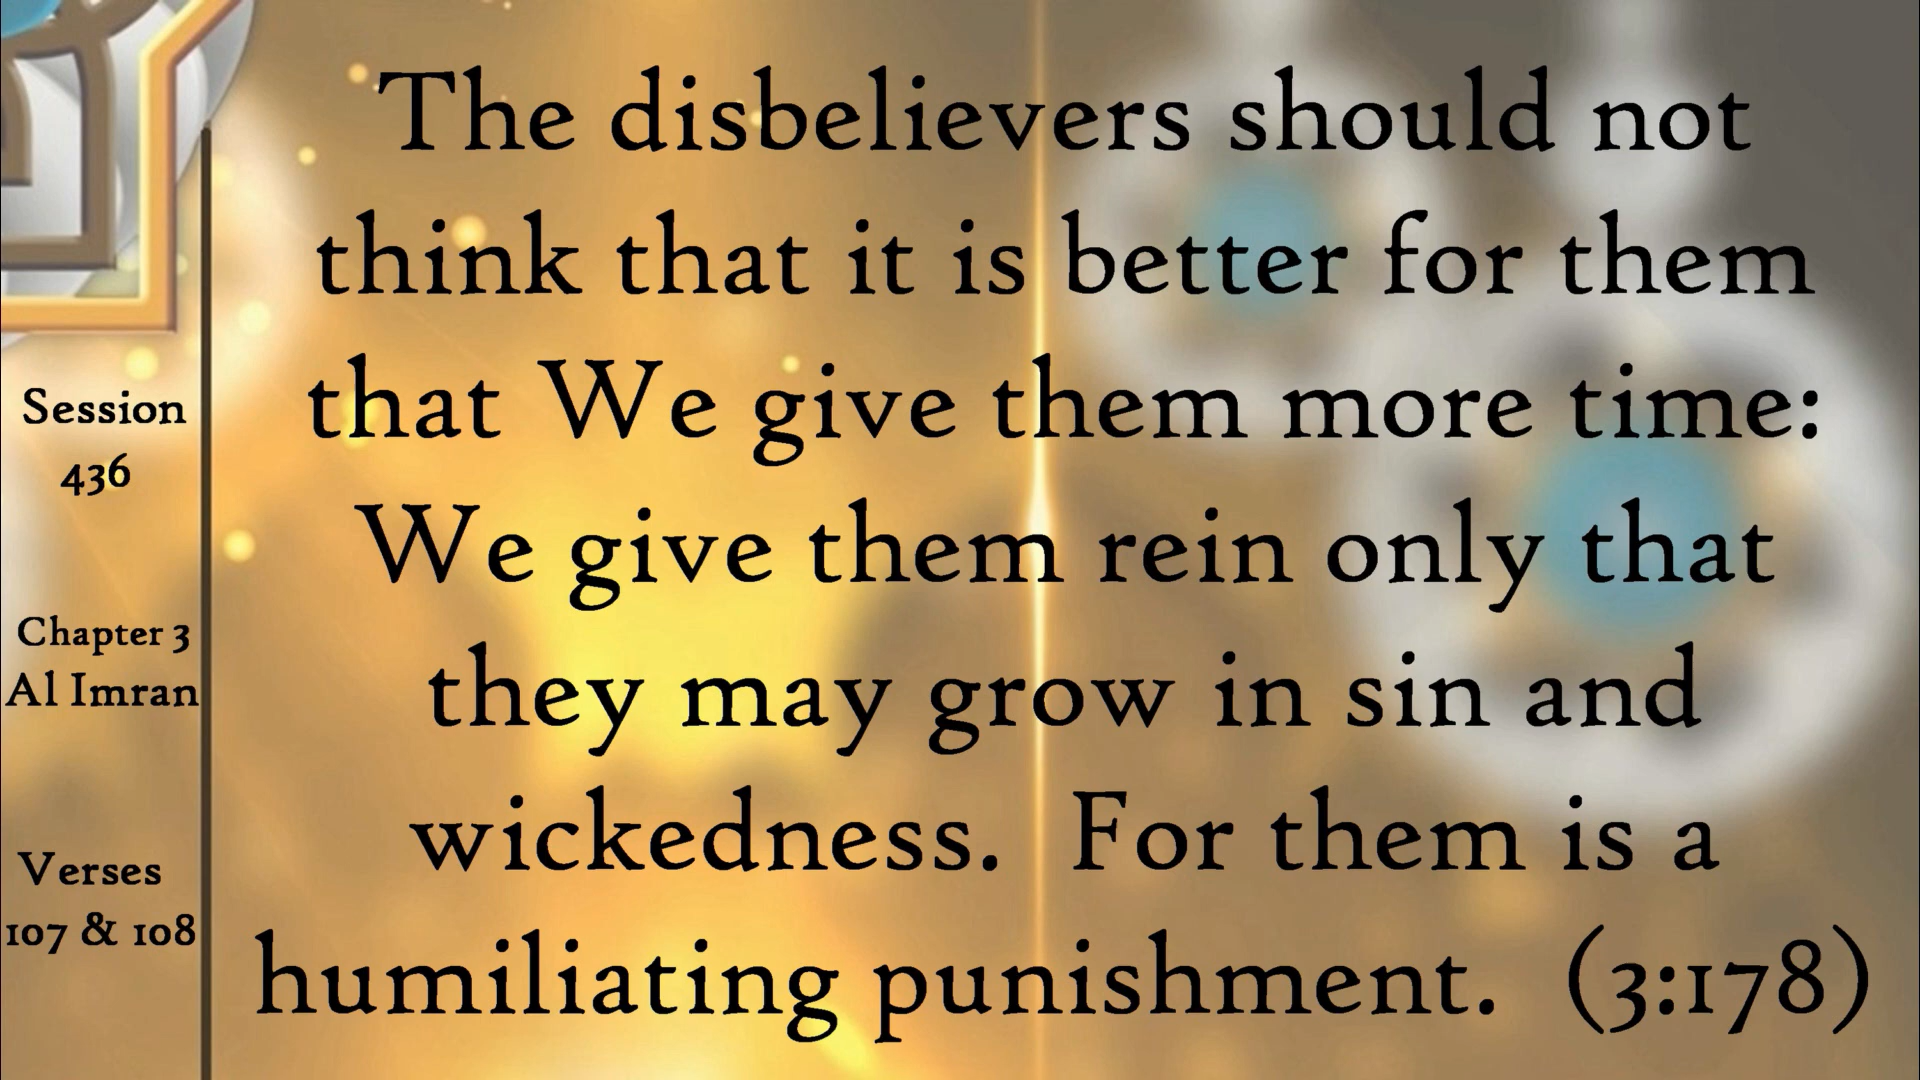 Session
436
Chapter 3
Al Imran
Verses
107 & 108
The disbelievers should not
think that it is better for them
that We give them more time:
We give them rein only that
they may grow in sin and
wickedness. For them is a
humiliating punishment. (3:178)